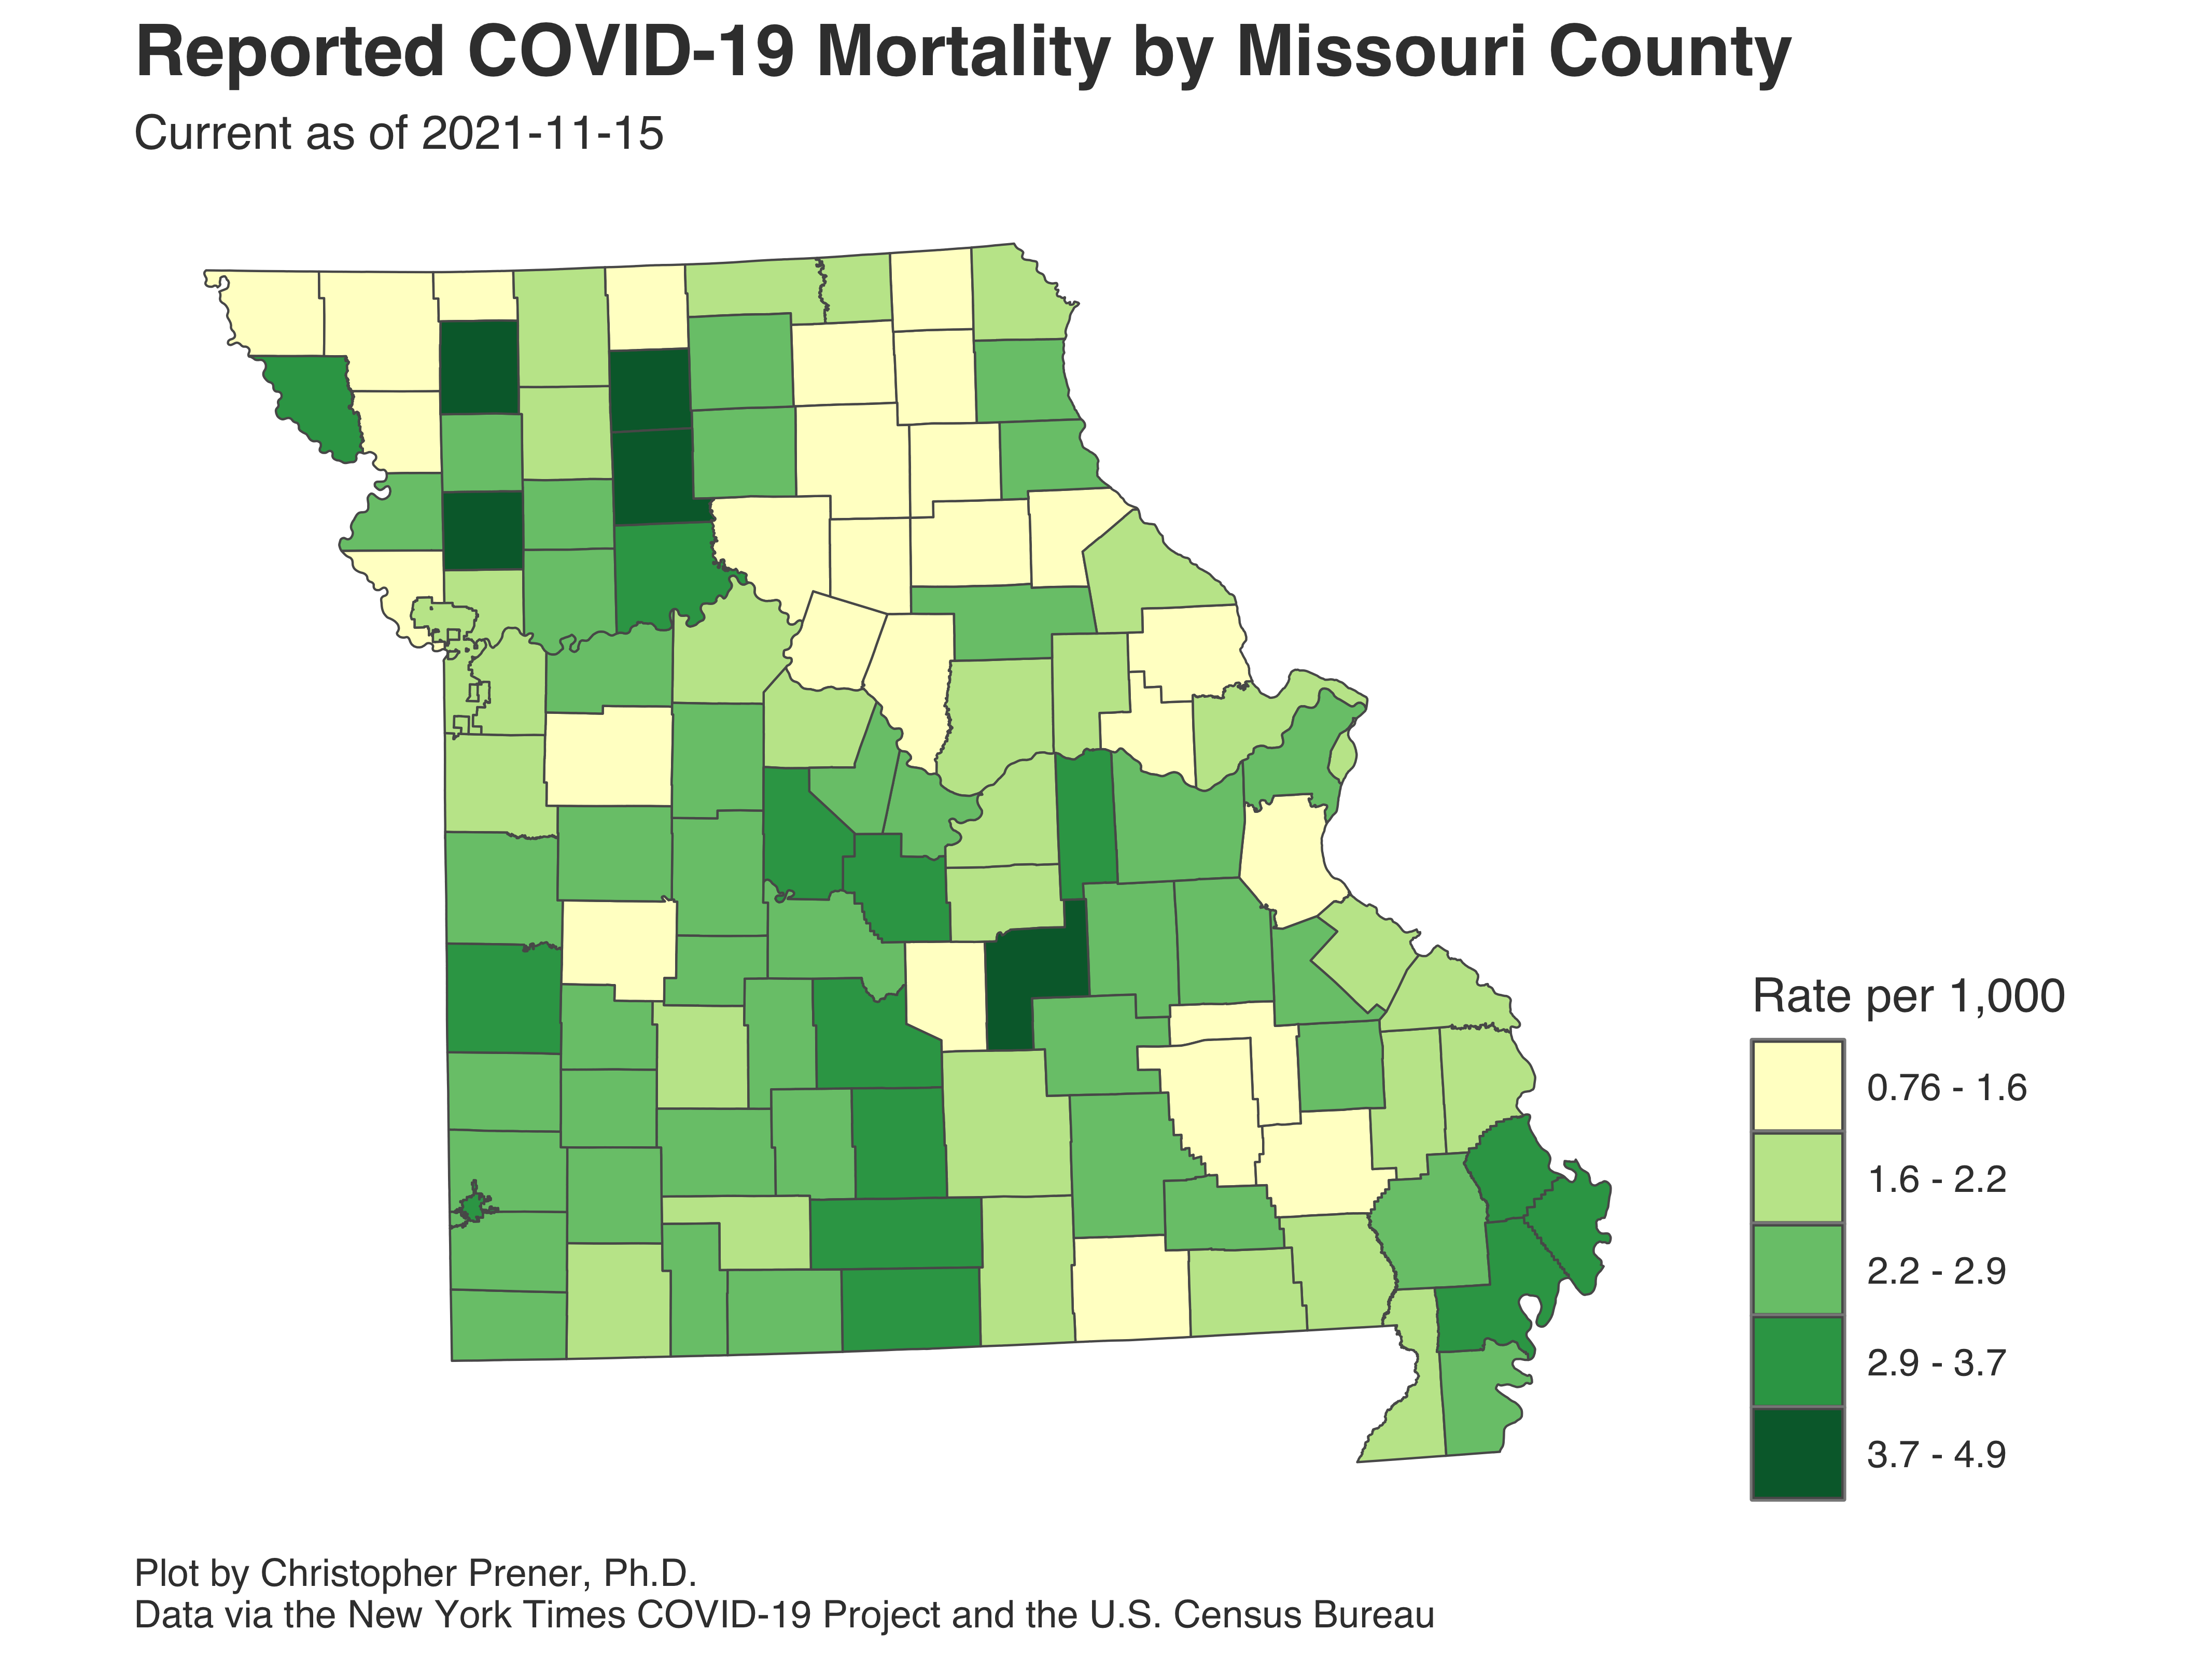 Reported COVID-19 Mortality by Missouri County
Current as of 2021-11-15
Rate per 1,000
0.76 - 1.6
1.6 - 2.2
2.2 - 2.9
2.9 - 3.7
3.7 - 4.9
Plot by Christopher Prener, Ph.D.
Data via the New York Times COVID-19 Project and the U.S. Census Bureau